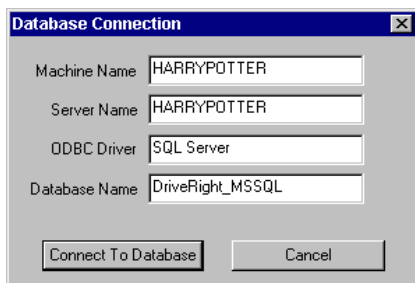 Database Connection
Machine Name HARRYPOTTER
Server Name HARRYPOTTER
ODBC Driver SQL Server
Database Name DriveRight_MSSQL
Connect To Database Cancel